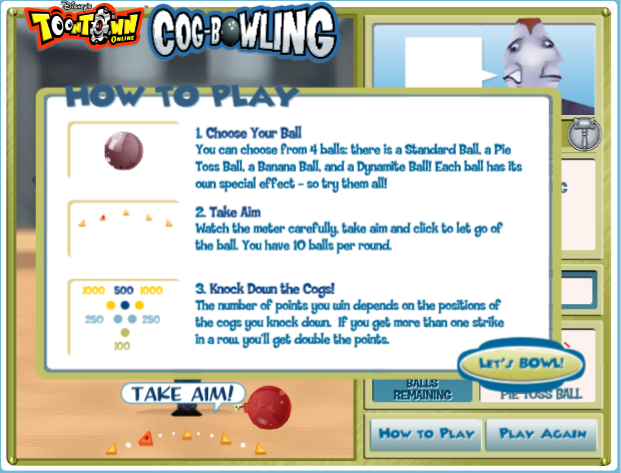 Disney's
TOONTOWN
ONLINE
COG-BOWLING
HOW TO PLAY
1. Choose Your Ball
You can choose from 4 balls: there is a Standard Ball, a Pie
Toss Ball, a Banana Ball, and a Dynamite Ball! Each ball has its
own special effect - so try them all!
2. Take Aim
Watch the meter carefully, take aim and click to let go of
the ball. You have 10 balls per round.
1000 500 1000
250 250
100
3. Knock Down the Cogs!
The number of points you win depends on the positions of
the cogs you knock down. If you get more than one strike
in a row, you'll get double the points.
LET'S BOWL!
TAKE AIM!
BALLS
REMAINING
PIE TOSS BALL
HOW TO PLAY
PLAY AGAIN